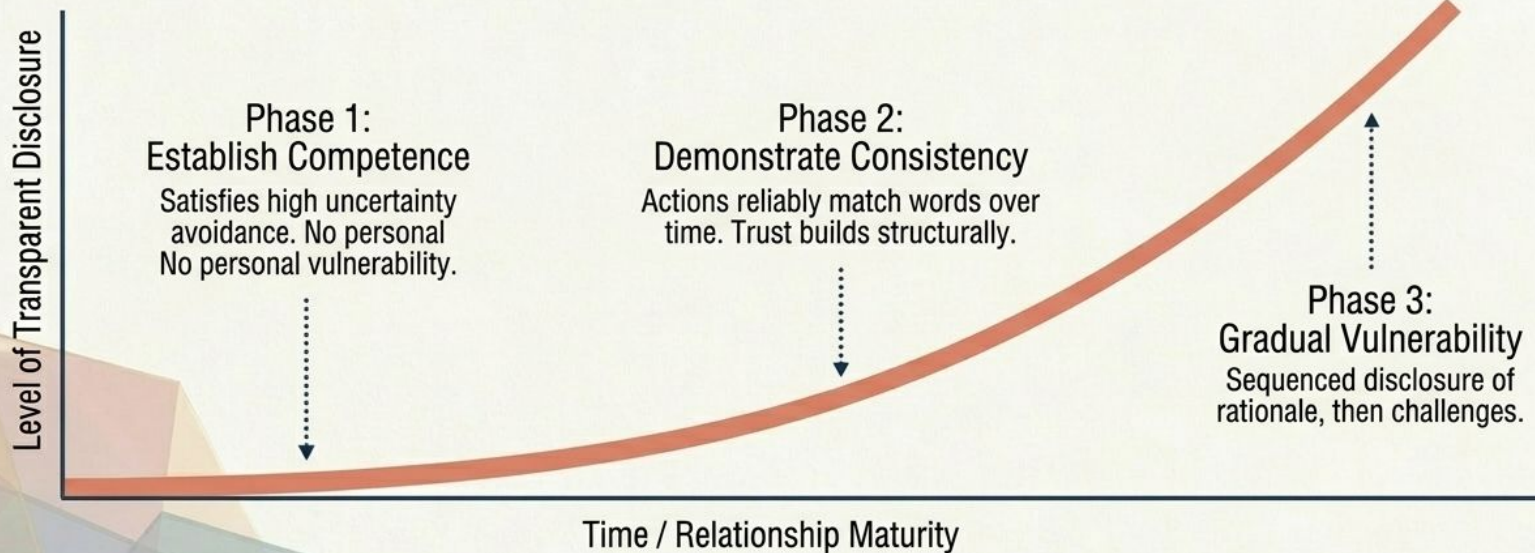 Level of Transparent Disclosure
Phase 1:
Establish Competence
Satisfies high uncertainty
avoidance. No personal
No personal vulnerability.
Phase 2:
Demonstrate Consistency
Actions reliably match words over
time. Trust builds structurally.
Phase 3:
Gradual Vulnerability
Sequenced disclosure of
rationale, then challenges.
Time / Relationship Maturity